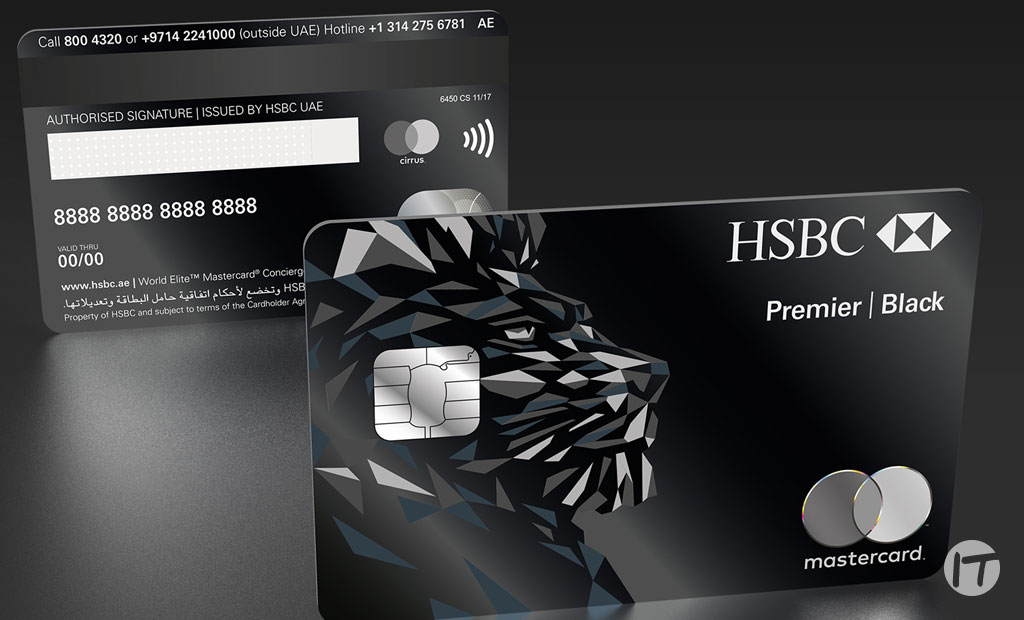 Call 800 4320 or +9714 2241000 (outside UAE) Hotline +1 314 275 6781 AE
6450 CS 11/17
AUTHORISED SIGNATURE | ISSUED BY HSBC UAE
cirrus.
8888 8888 8888 8888
VALID THRU
00/00
www.hsbc.ae | World Elite™ Mastercard® Concierg
HSB وتخضع لأحكام اتفاقية حامل البطاقة وتعديلاتها.
Property of HSBC and subject to terms of the Cardholder Agr
HSBC
Premier | Black
mastercard.
IT